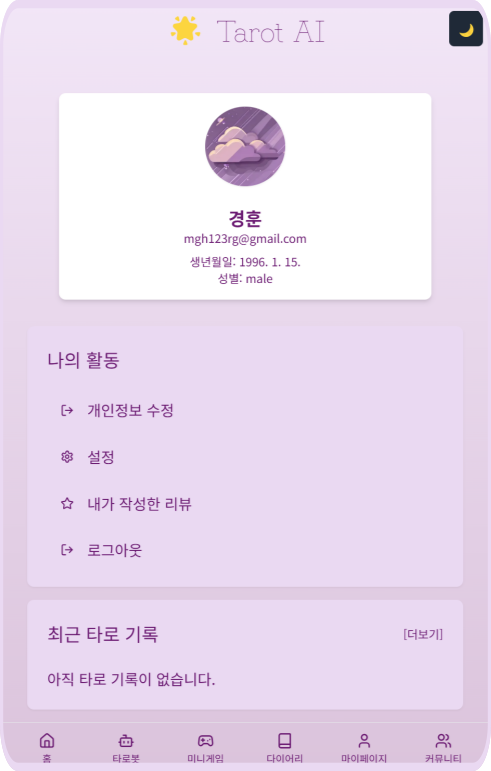 Tarot AI
경훈
mgh123rg@gmail.com
생년월일: 1996. 1. 15.
성별: male
나의 활동
개인정보 수정
설정
내가 작성한 리뷰
로그아웃
최근 타로 기록 [더보기]
아직 타로 기록이 없습니다.
홈 타로봇 미니게임 다이어리 마이페이지 커뮤니티